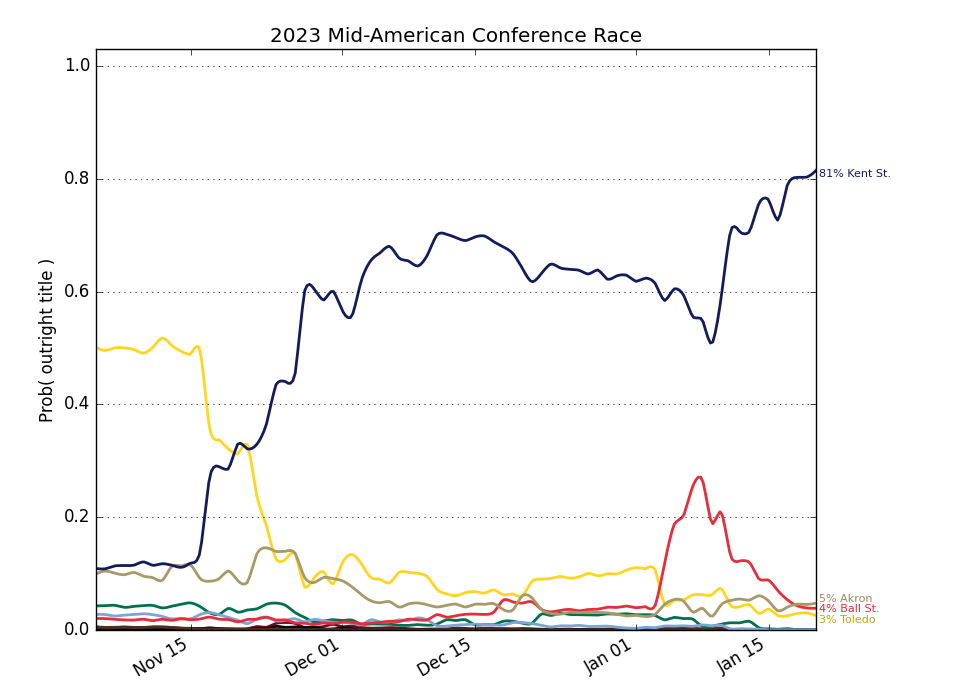 2023 Mid-American Conference Race
Prob( outright title )
1.0
0.8
0.6
0.4
0.2
0.0
81% Kent St.
5% Akron
4% Ball St.
3% Toledo
Nov 15
Dec 01
Dec 15
Jan 01
Jan 15